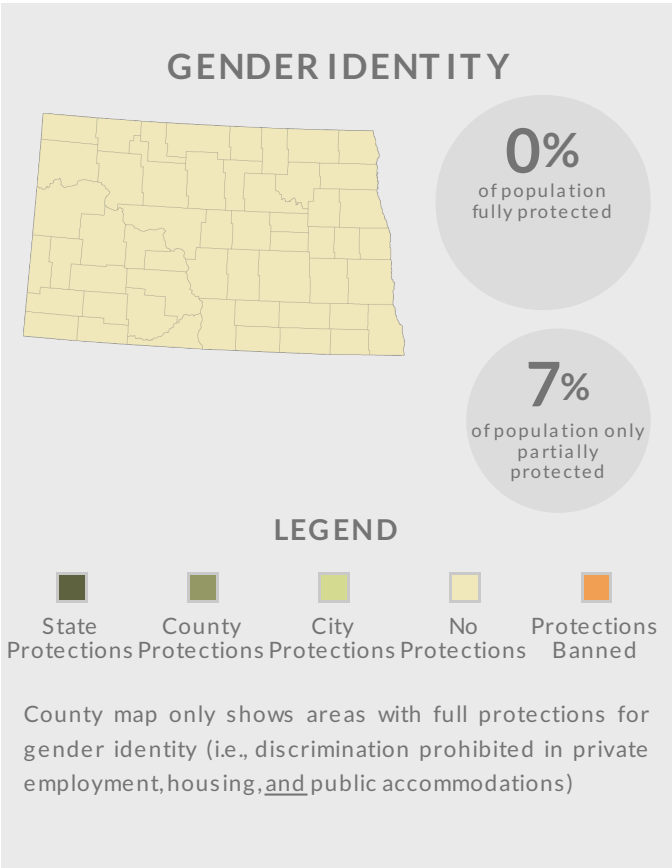 GENDER IDENTITY
0%
of population
fully protected
7%
of population only
partially
protected
LEGEND
State
Protections
County
Protections
City
Protections
No
Protections
Protections
Banned
County map only shows areas with full protections for
gender identity (i.e., discrimination prohibited in private
employment, housing, and public accommodations)